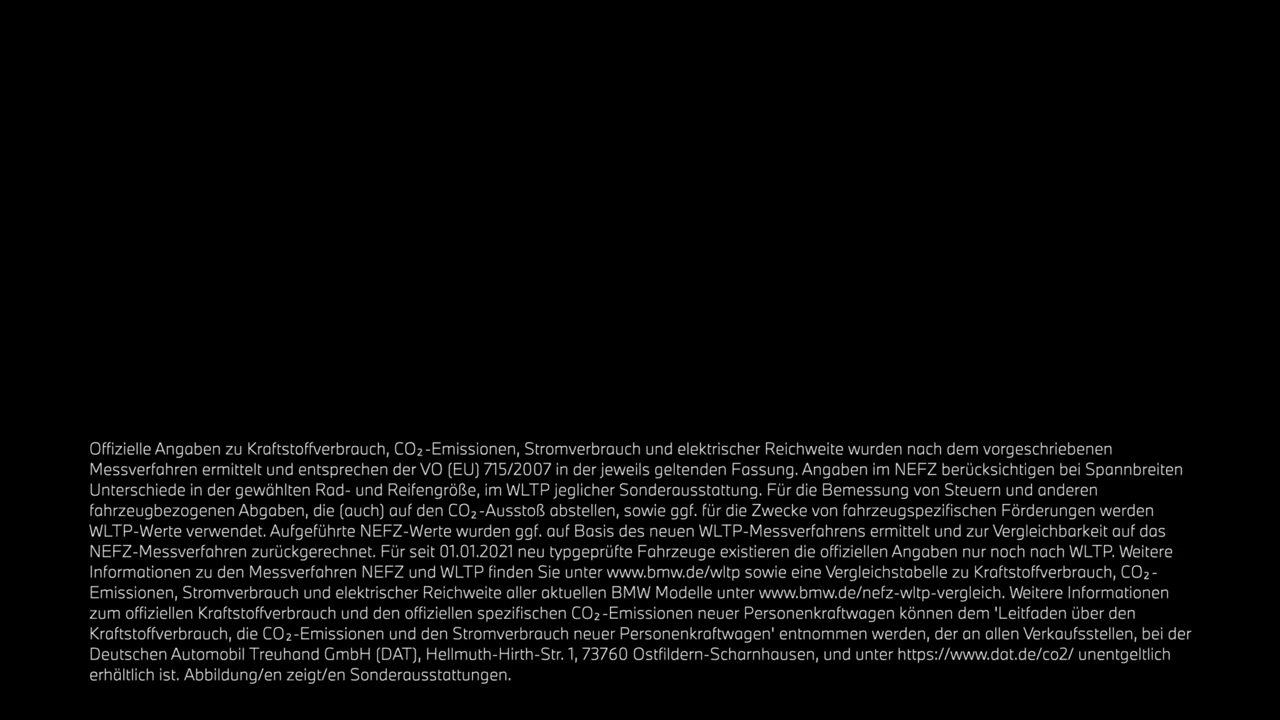 Offizielle Angaben zu Kraftstoffverbrauch, CO₂-Emissionen, Stromverbrauch und elektrischer Reichweite wurden nach dem vorgeschriebenen
Messverfahren ermittelt und entsprechen der VO (EU) 715/2007 in der jeweils geltenden Fassung. Angaben im NEFZ berücksichtigen bei Spannbreiten
Unterschiede in der gewählten Rad- und Reifengröße, im WLTP jeglicher Sonderausstattung. Für die Bemessung von Steuern und anderen
fahrzeugbezogenen Abgaben, die (auch) auf den CO₂-Ausstoß abstellen, sowie ggf. für die Zwecke von fahrzeugspezifischen Förderungen werden
WLTP-Werte verwendet. Aufgeführte NEFZ-Werte wurden ggf. auf Basis des neuen WLTP-Messverfahrens ermittelt und zur Vergleichbarkeit auf das
NEFZ-Messverfahren zurückgerechnet. Für seit 01.01.2021 neu typgeprüfte Fahrzeuge existieren die offiziellen Angaben nur noch nach WLTP. Weitere
Informationen zu den Messverfahren NEFZ und WLTP finden Sie unter www.bmw.de/wltp sowie eine Vergleichstabelle zu Kraftstoffverbrauch, CO₂-
Emissionen, Stromverbrauch und elektrischer Reichweite aller aktuellen BMW Modelle unter www.bmw.de/nefz-wltp-vergleich. Weitere Informationen
zum offiziellen Kraftstoffverbrauch und den offiziellen spezifischen CO₂-Emissionen neuer Personenkraftwagen können dem 'Leitfaden über den
Kraftstoffverbrauch, die CO₂-Emissionen und den Stromverbrauch neuer Personenkraftwagen' entnommen werden, der an allen Verkaufsstellen, bei der
Deutschen Automobil Treuhand GmbH (DAT), Hellmuth-Hirth-Str. 1, 73760 Ostfildern-Scharnhausen, und unter https://www.dat.de/co2/ unentgeltlich
erhältlich ist. Abbildung/en zeigt/en Sonderausstattungen.